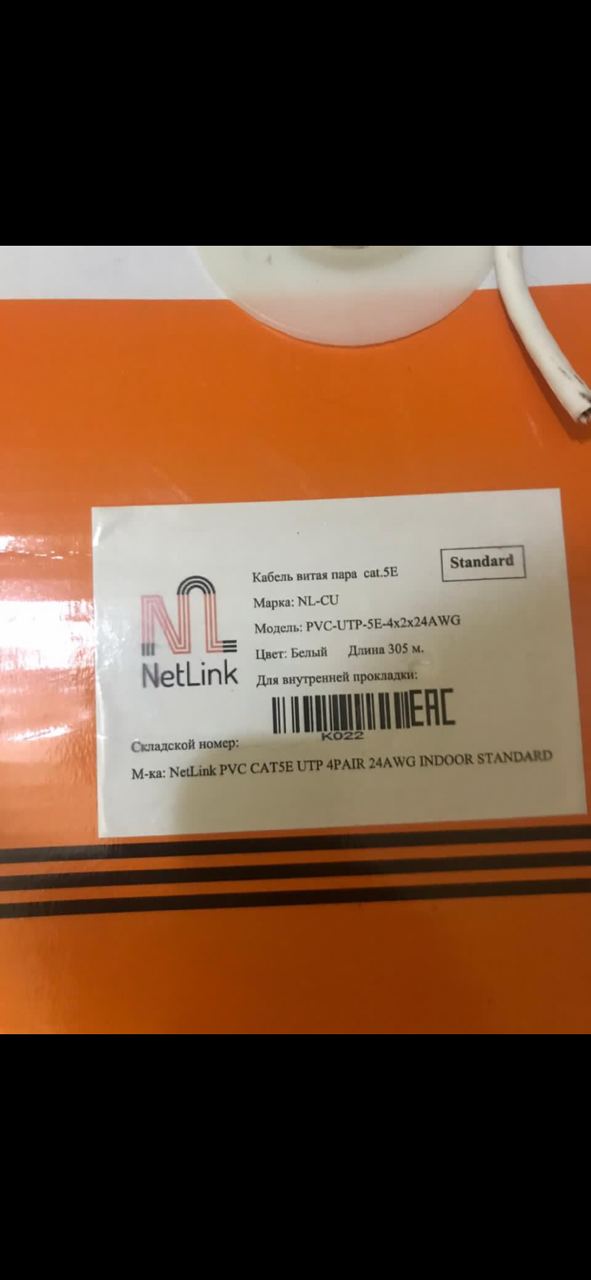 Standard
Кабель витая пара cat.5E
Марка: NL-CU
Модель: PVC-UTP-5E-4x2x24AWG
Цвет: Белый Длина 305 м.
Для внутренней прокладки:
NL
NetLink
EAC
K022
Складской номер:
М-ка: NetLink PVC CAT5E UTP 4PAIR 24AWG INDOOR STANDARD